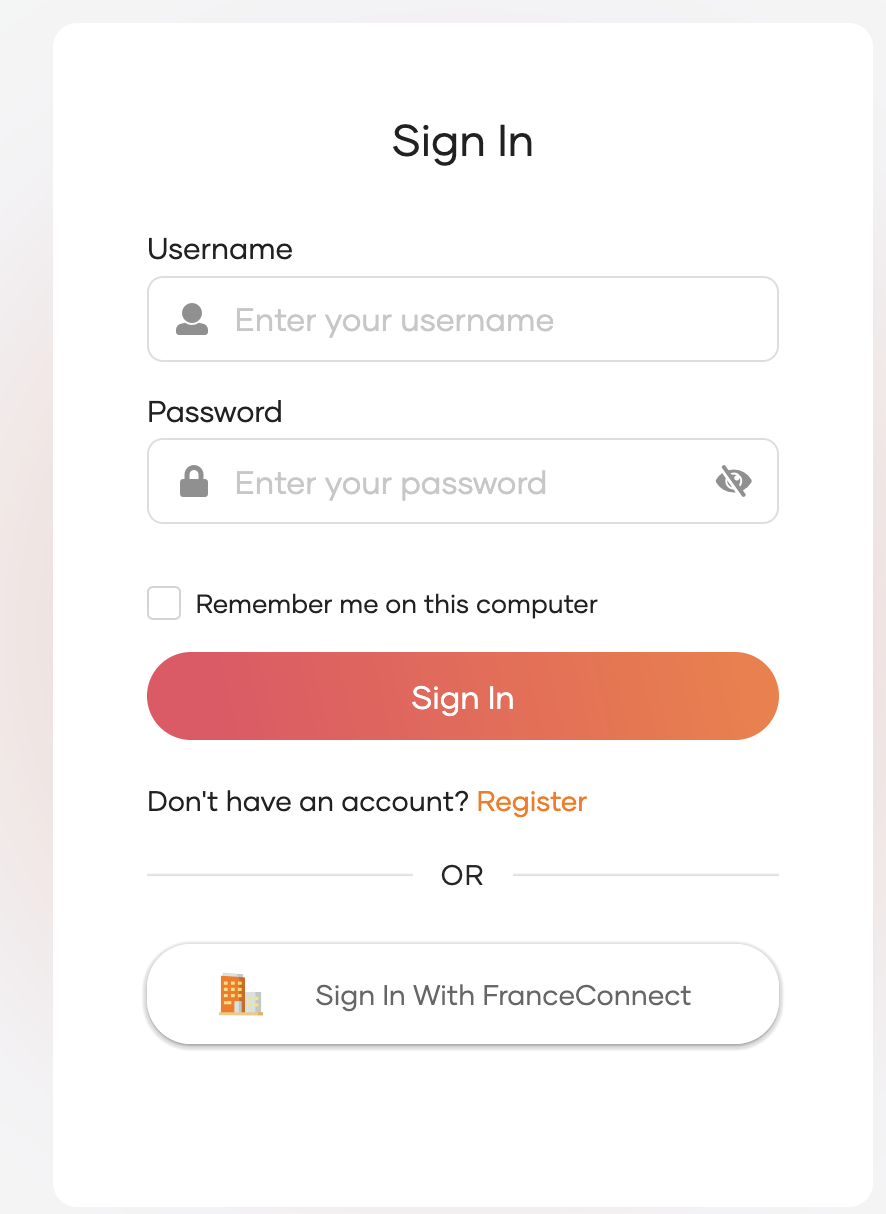 Sign In
Username
Enter your username
Password
Enter your password
Remember me on this computer
Sign In
Don't have an account? Register
OR
Sign In With FranceConnect